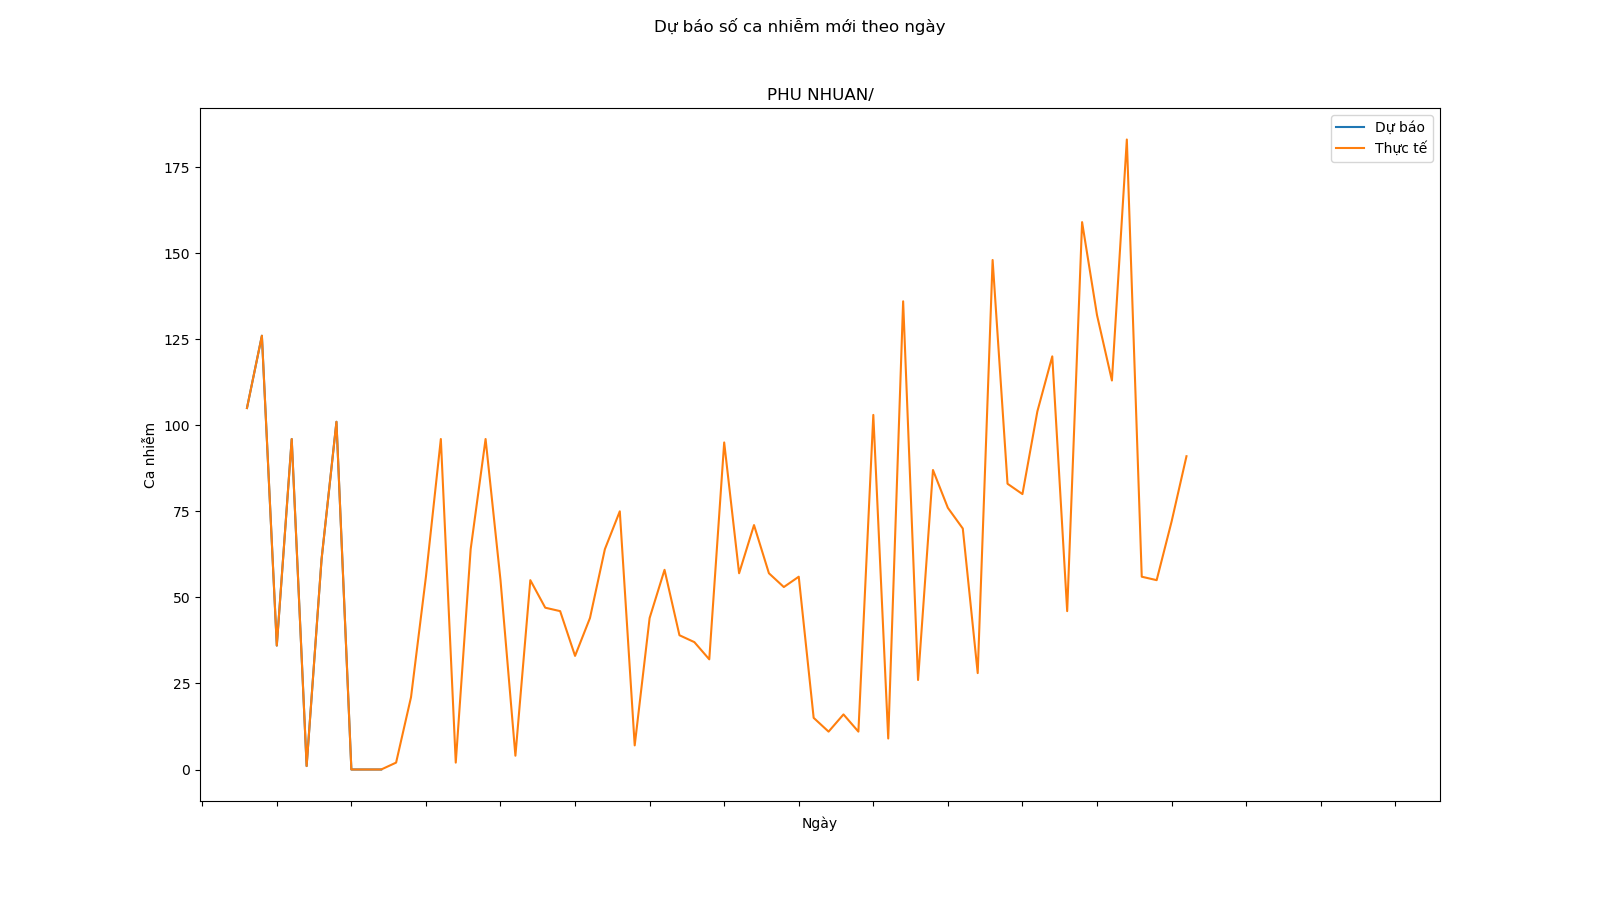 Dự báo số ca nhiễm mới theo ngày
PHU NHUAN/
Dự báo
Thực tế
175
150
125
100
75
50
25
0
Ca nhiễm
Ngày